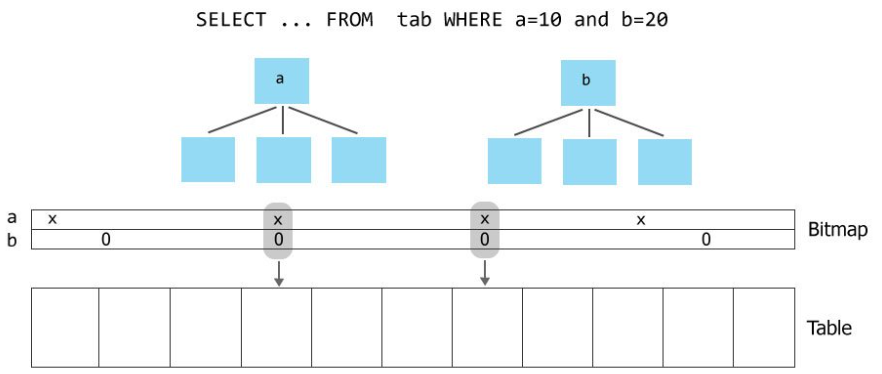 SELECT ... FROM  tab WHERE a=10 and b=20
a b
a x x x x
b 0 0 0 0
Bitmap
Table